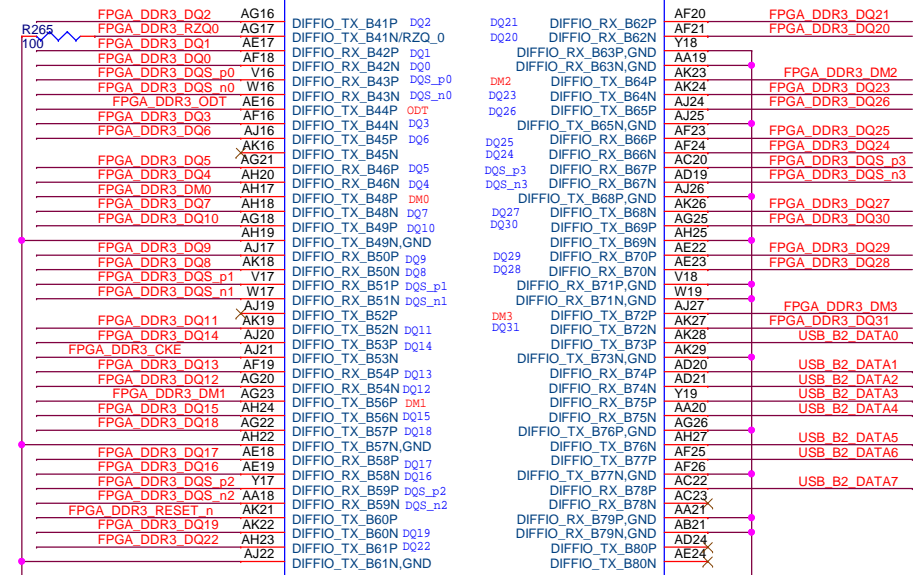 FPGA_DDR3_DQ2 AG16 DIFFIO_TX_B41P DQ2 DQ21 DIFFIO_RX_B62P AF20 FPGA_DDR3_DQ21
R265 100 FPGA_DDR3_RZQ0 AG17 DIFFIO_TX_B41N/RZQ_0 DQ20 DIFFIO_RX_B62N AF21 FPGA_DDR3_DQ20
FPGA_DDR3_DQ1 AE17 DIFFIO_RX_B42P DQ1 DIFFIO_RX_B63P,GND Y18
FPGA_DDR3_DQ0 AF18 DIFFIO_RX_B42N DQ0 DIFFIO_RX_B63N,GND AA19
FPGA_DDR3_DQS_p0 V16 DIFFIO_RX_B43P DQS_p0 DM2 DIFFIO_TX_B64P AK23 FPGA_DDR3_DM2
FPGA_DDR3_DQS_n0 W16 DIFFIO_RX_B43N DQS_n0 DQ23 DIFFIO_TX_B64N AK24 FPGA_DDR3_DQ23
FPGA_DDR3_ODT AE16 DIFFIO_TX_B44P ODT DQ26 DIFFIO_TX_B65P AJ24 FPGA_DDR3_DQ26
FPGA_DDR3_DQ3 AF16 DIFFIO_TX_B44N DQ3 DIFFIO_TX_B65N,GND AJ25
FPGA_DDR3_DQ6 AJ16 DIFFIO_TX_B45P DQ6 DQ25 DIFFIO_RX_B66P AF23 FPGA_DDR3_DQ25
AK16 DIFFIO_TX_B45N DQ24 DIFFIO_RX_B66N AF24 FPGA_DDR3_DQ24
FPGA_DDR3_DQ5 AG21 DIFFIO_RX_B46P DQ5 DQS_p3 DIFFIO_RX_B67P AC20 FPGA_DDR3_DQS_p3
FPGA_DDR3_DQ4 AH20 DIFFIO_RX_B46N DQ4 DQS_n3 DIFFIO_RX_B67N AD19 FPGA_DDR3_DQS_n3
FPGA_DDR3_DM0 AH17 DIFFIO_TX_B48P DM0 DIFFIO_TX_B68P,GND AJ26
FPGA_DDR3_DQ7 AH18 DIFFIO_TX_B48N DQ7 DQ27 DIFFIO_TX_B68N AK26 FPGA_DDR3_DQ27
FPGA_DDR3_DQ10 AG18 DIFFIO_TX_B49P DQ10 DQ30 DIFFIO_TX_B69P AG25 FPGA_DDR3_DQ30
AH19 DIFFIO_TX_B49N,GND DIFFIO_TX_B69N AH25
FPGA_DDR3_DQ9 AJ17 DIFFIO_RX_B50P DQ9 DQ29 DIFFIO_RX_B70P AE22 FPGA_DDR3_DQ29
FPGA_DDR3_DQ8 AK18 DIFFIO_RX_B50N DQ8 DQ28 DIFFIO_RX_B70N AE23 FPGA_DDR3_DQ28
FPGA_DDR3_DQS_p1 V17 DIFFIO_RX_B51P DQS_p1 DIFFIO_RX_B71P,GND V18
FPGA_DDR3_DQS_n1 W17 DIFFIO_RX_B51N DQS_n1 DIFFIO_RX_B71N,GND W19
AJ19 DIFFIO_TX_B52P DM3 DIFFIO_TX_B72P AJ27 FPGA_DDR3_DM3
FPGA_DDR3_DQ11 AK19 DIFFIO_TX_B52N DQ11 DQ31 DIFFIO_TX_B72N AK27 FPGA_DDR3_DQ31
FPGA_DDR3_DQ14 AJ20 DIFFIO_TX_B53P DQ14 DIFFIO_TX_B73P AK28 USB_B2_DATA0
FPGA_DDR3_CKE AJ21 DIFFIO_TX_B53N DIFFIO_TX_B73N,GND AK29
FPGA_DDR3_DQ13 AF19 DIFFIO_RX_B54P DQ13 DIFFIO_RX_B74P AD20 USB_B2_DATA1
FPGA_DDR3_DQ12 AG20 DIFFIO_RX_B54N DQ12 DIFFIO_RX_B74N AD21 USB_B2_DATA2
FPGA_DDR3_DM1 AG23 DIFFIO_TX_B56P DM1 DIFFIO_RX_B75P Y19 USB_B2_DATA3
FPGA_DDR3_DQ15 AH24 DIFFIO_TX_B56N DQ15 DIFFIO_RX_B75N AA20 USB_B2_DATA4
FPGA_DDR3_DQ18 AG22 DIFFIO_TX_B57P DQ18 DIFFIO_TX_B76P,GND AG26
AH22 DIFFIO_TX_B57N,GND DIFFIO_TX_B76N AH27 USB_B2_DATA5
FPGA_DDR3_DQ17 AE18 DIFFIO_RX_B58P DQ17 DIFFIO_TX_B77P AF25 USB_B2_DATA6
FPGA_DDR3_DQ16 AE19 DIFFIO_RX_B58N DQ16 DIFFIO_TX_B77N,GND AF26
FPGA_DDR3_DQS_p2 Y17 DIFFIO_RX_B59P DQS_p2 DIFFIO_RX_B78P AC22 USB_B2_DATA7
FPGA_DDR3_DQS_n2 AA18 DIFFIO_RX_B59N DQS_n2 DIFFIO_RX_B78N AC23
FPGA_DDR3_RESET_n AK21 DIFFIO_TX_B60P DIFFIO_RX_B79P,GND AA21
FPGA_DDR3_DQ19 AK22 DIFFIO_TX_B60N DQ19 DIFFIO_RX_B79N,GND AB21
FPGA_DDR3_DQ22 AH23 DIFFIO_TX_B61P DQ22 DIFFIO_TX_B80P AD24
AJ22 DIFFIO_TX_B61N,GND DIFFIO_TX_B80N AE24